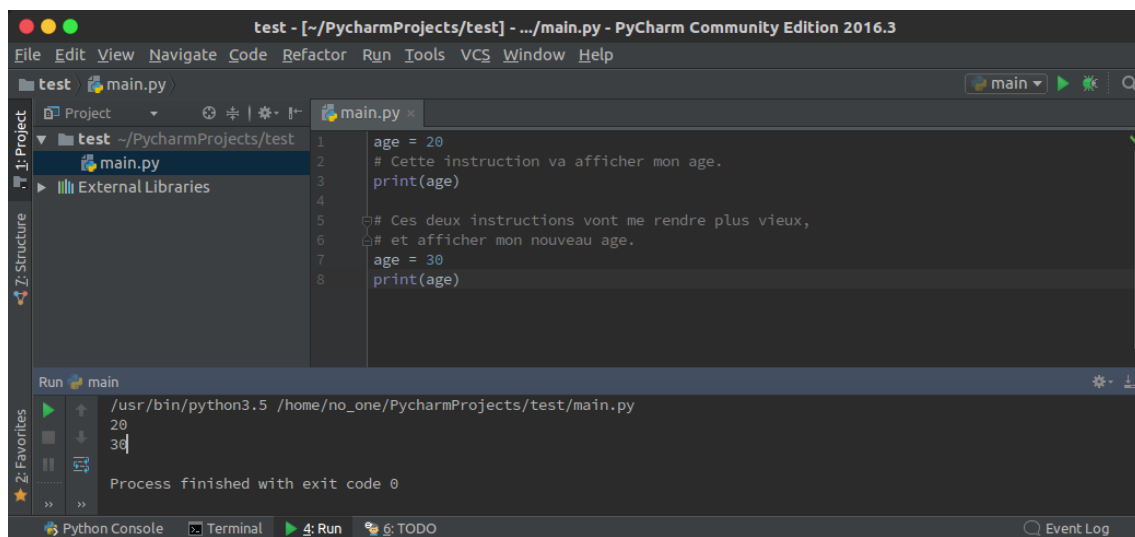 test - [~/PycharmProjects/test] - .../main.py - PyCharm Community Edition 2016.3
File Edit View Navigate Code Refactor Run Tools VCS Window Help
test main.py main
1: Project
Project
test ~/PycharmProjects/test
main.py
External Libraries
7: Structure
2: Favorites
main.py ×
1 age = 20
2 # Cette instruction va afficher mon age.
3 print(age)
4
5 # Ces deux instructions vont me rendre plus vieux,
6 # et afficher mon nouveau age.
7 age = 30
8 print(age)
Run main
/usr/bin/python3.5 /home/no_one/PycharmProjects/test/main.py
20
30
Process finished with exit code 0
Python Console Terminal 4: Run 6: TODO Event Log